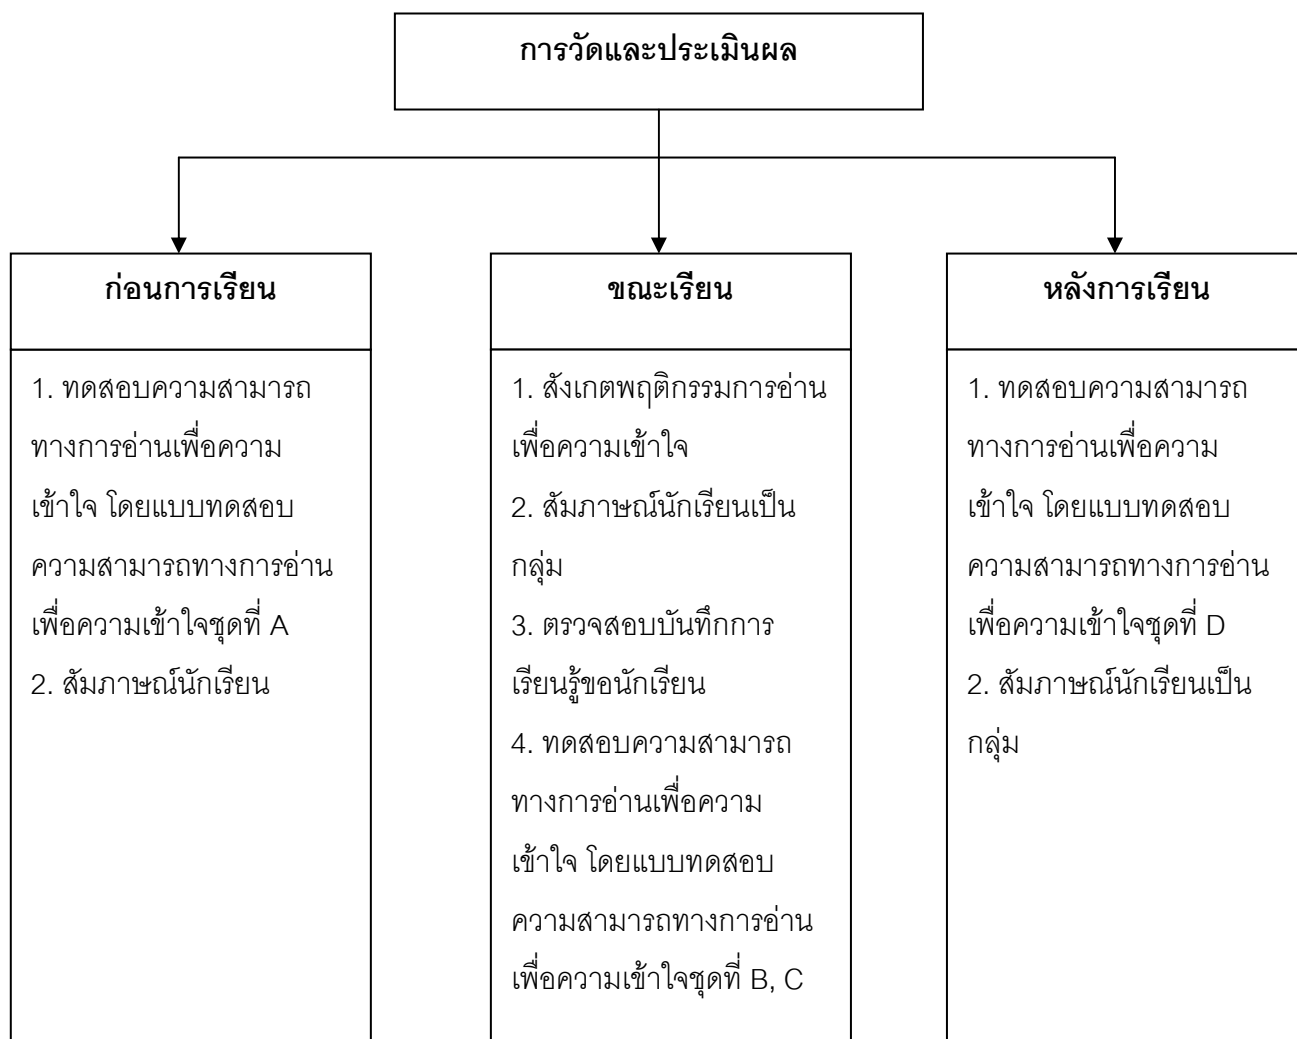 การวัดและประเมินผล
ก่อนการเรียน
1. ทดสอบความสามารถ
ทางการอ่านเพื่อความ
เข้าใจ โดยแบบทดสอบ
ความสามารถทางการอ่าน
เพื่อความเข้าใจชุดที่ A
2. สัมภาษณ์นักเรียน
ขณะเรียน
1. สังเกตพฤติกรรมการอ่าน
เพื่อความเข้าใจ
2. สัมภาษณ์นักเรียนเป็น
กลุ่ม
3. ตรวจสอบบันทึกการ
เรียนรู้ขอนักเรียน
4. ทดสอบความสามารถ
ทางการอ่านเพื่อความ
เข้าใจ โดยแบบทดสอบ
ความสามารถทางการอ่าน
เพื่อความเข้าใจชุดที่ B, C
หลังการเรียน
1. ทดสอบความสามารถ
ทางการอ่านเพื่อความ
เข้าใจ โดยแบบทดสอบ
ความสามารถทางการอ่าน
เพื่อความเข้าใจชุดที่ D
2. สัมภาษณ์นักเรียนเป็น
กลุ่ม